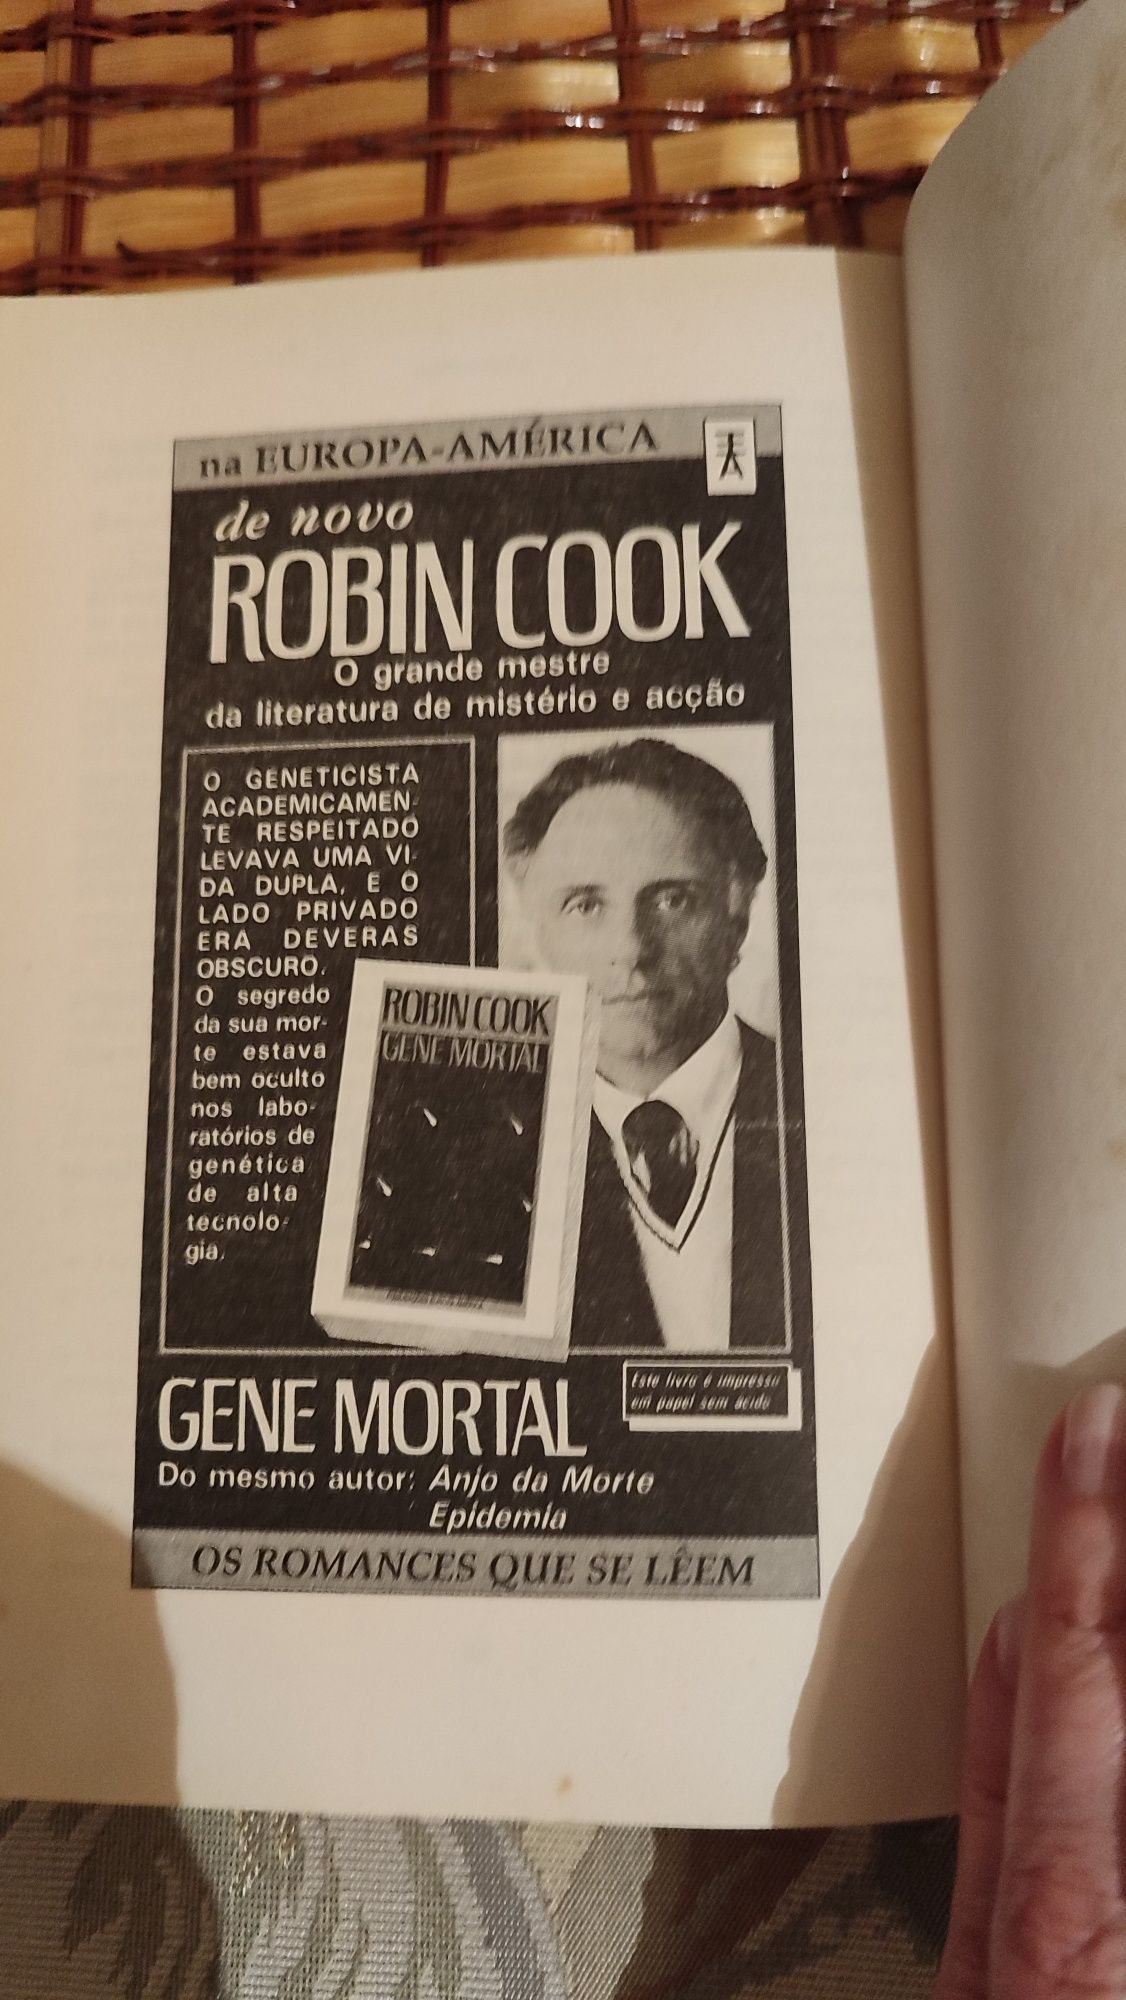 na EUROPA-AMÉRICA
de novo
ROBIN COOK
O grande mestre
da literatura de mistério e acção
O GENETICISTA
ACADEMICAMEN-
TE RESPEITADO
LEVAVA UMA VI-
DA DUPLA, E O
LADO PRIVADO
ERA DEVERAS
OBSCURO.
O segredo
da sua mor-
te estava
bem oculto
nos labo-
ratórios de
genética
de alta
tecnolo-
gia.
ROBIN COOK
GENE MORTAL
GENE MORTAL
Este livro é impresso
em papel sem ácido
Do mesmo autor: Anjo da Morte
Epidemia
OS ROMANCES QUE SE LÊEM